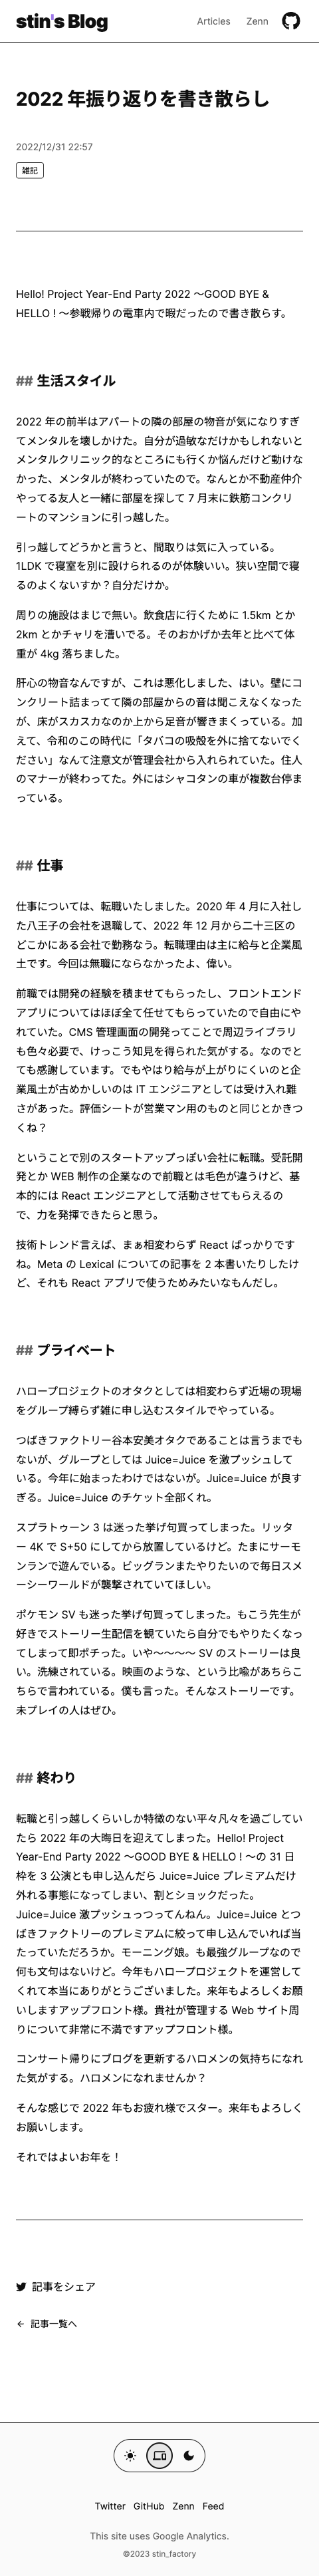 stin's Blog
Articles
Zenn
2022 年振り返りを書き散らし
2022/12/31 22:57
雑記
Hello! Project Year-End Party 2022 〜GOOD BYE &
HELLO ! 〜参戦帰りの電車内で暇だったので書き散らす。
## 生活スタイル
2022 年の前半はアパートの隣の部屋の物音が気になりすぎ
てメンタルを壊しかけた。自分が過敏なだけかもしれないと
メンタルクリニック的なところにも行くか悩んだけど動けな
かった、メンタルが終わっていたので。なんとか不動産仲介
やってる友人と一緒に部屋を探して 7 月末に鉄筋コンクリ
ートのマンションに引っ越した。
引っ越してどうかと言うと、間取りは気に入っている。
1LDK で寝室を別に設けられるのが体験いい。狭い空間で寝
るのよくないすか？自分だけか。
周りの施設はまじで無い。飲食店に行くために 1.5km とか
2km とかチャリを漕いでる。そのおかげか去年と比べて体
重が 4kg 落ちました。
肝心の物音なんですが、これは悪化しました、はい。壁にコ
ンクリート詰まってて隣の部屋からの音は聞こえなくなった
が、床がスカスカなのか上から足音が響きまくっている。加
えて、令和のこの時代に「タバコの吸殻を外に捨てないでく
ださい」なんて注意文が管理会社から入れられていた。住人
のマナーが終わってた。外にはシャコタンの車が複数台停ま
っている。
## 仕事
仕事については、転職いたしました。2020 年 4 月に入社し
た八王子の会社を退職して、2022 年 12 月から二十三区の
どこかにある会社で勤務なう。転職理由は主に給与と企業風
土です。今回は無職にならなかったよ、偉い。
前職では開発の経験を積ませてもらったし、フロントエンド
アプリについてはほぼ全て任せてもらっていたので自由にや
れていた。CMS 管理画面の開発ってことで周辺ライブラリ
も色々必要で、けっこう知見を得られた気がする。なのでと
ても感謝しています。でもやはり給与が上がりにくいのと企
業風土が古めかしいのは IT エンジニアとしては受け入れ難
さがあった。評価シートが営業マン用のものと同じとかきつ
くね？
ということで別のスタートアップっぽい会社に転職。受託開
発とか WEB 制作の企業なので前職とは毛色が違うけど、基
本的には React エンジニアとして活動させてもらえるの
で、力を発揮できたらと思う。
技術トレンド言えば、まぁ相変わらず React ばっかりです
ね。Meta の Lexical についての記事を 2 本書いたりしたけ
ど、それも React アプリで使うためみたいなもんだし。
## プライベート
ハロープロジェクトのオタクとしては相変わらず近場の現場
をグループ縛らず雑に申し込むスタイルでやっている。
つばきファクトリー谷本安美オタクであることは言うまでも
ないが、グループとしては Juice=Juice を激プッシュして
いる。今年に始まったわけではないが。Juice=Juice が良す
ぎる。Juice=Juice のチケット全部くれ。
スプラトゥーン 3 は迷った挙げ句買ってしまった。リッタ
ー 4K で S+50 にしてから放置しているけど。たまにサーモ
ンランで遊んでいる。ビッグランまたやりたいので毎日スメ
ーシーワールドが襲撃されていてほしい。
ポケモン SV も迷った挙げ句買ってしまった。もこう先生が
好きでストーリー生配信を観ていたら自分でもやりたくなっ
てしまって即ポチった。いや〜〜〜〜 SV のストーリーは良
い。洗練されている。映画のような、という比喩があちらこ
ちらで言われている。僕も言った。そんなストーリーです。
未プレイの人はぜひ。
## 終わり
転職と引っ越しくらいしか特徴のない平々凡々を過ごしてい
たら 2022 年の大晦日を迎えてしまった。Hello! Project
Year-End Party 2022 〜GOOD BYE & HELLO ! 〜の 31 日
枠を 3 公演とも申し込んだら Juice=Juice プレミアムだけ
外れる事態になってしまい、割とショックだった。
Juice=Juice 激プッシュっつってんねん。Juice=Juice とつ
ばきファクトリーのプレミアムに絞って申し込んでいれば当
たっていただろうか。モーニング娘。も最強グループなので
何も文句はないけど。今年もハロープロジェクトを運営して
くれて本当にありがとうございました。来年もよろしくお願
いしますアップフロント様。貴社が管理する Web サイト周
りについて非常に不満ですアップフロント様。
コンサート帰りにブログを更新するハロメンの気持ちになれ
た気がする。ハロメンになれませんか？
そんな感じで 2022 年もお疲れ様でスター。来年もよろしく
お願いします。
それではよいお年を！
記事をシェア
← 記事一覧へ
Twitter GitHub Zenn Feed
This site uses Google Analytics.
©2023 stin_factory